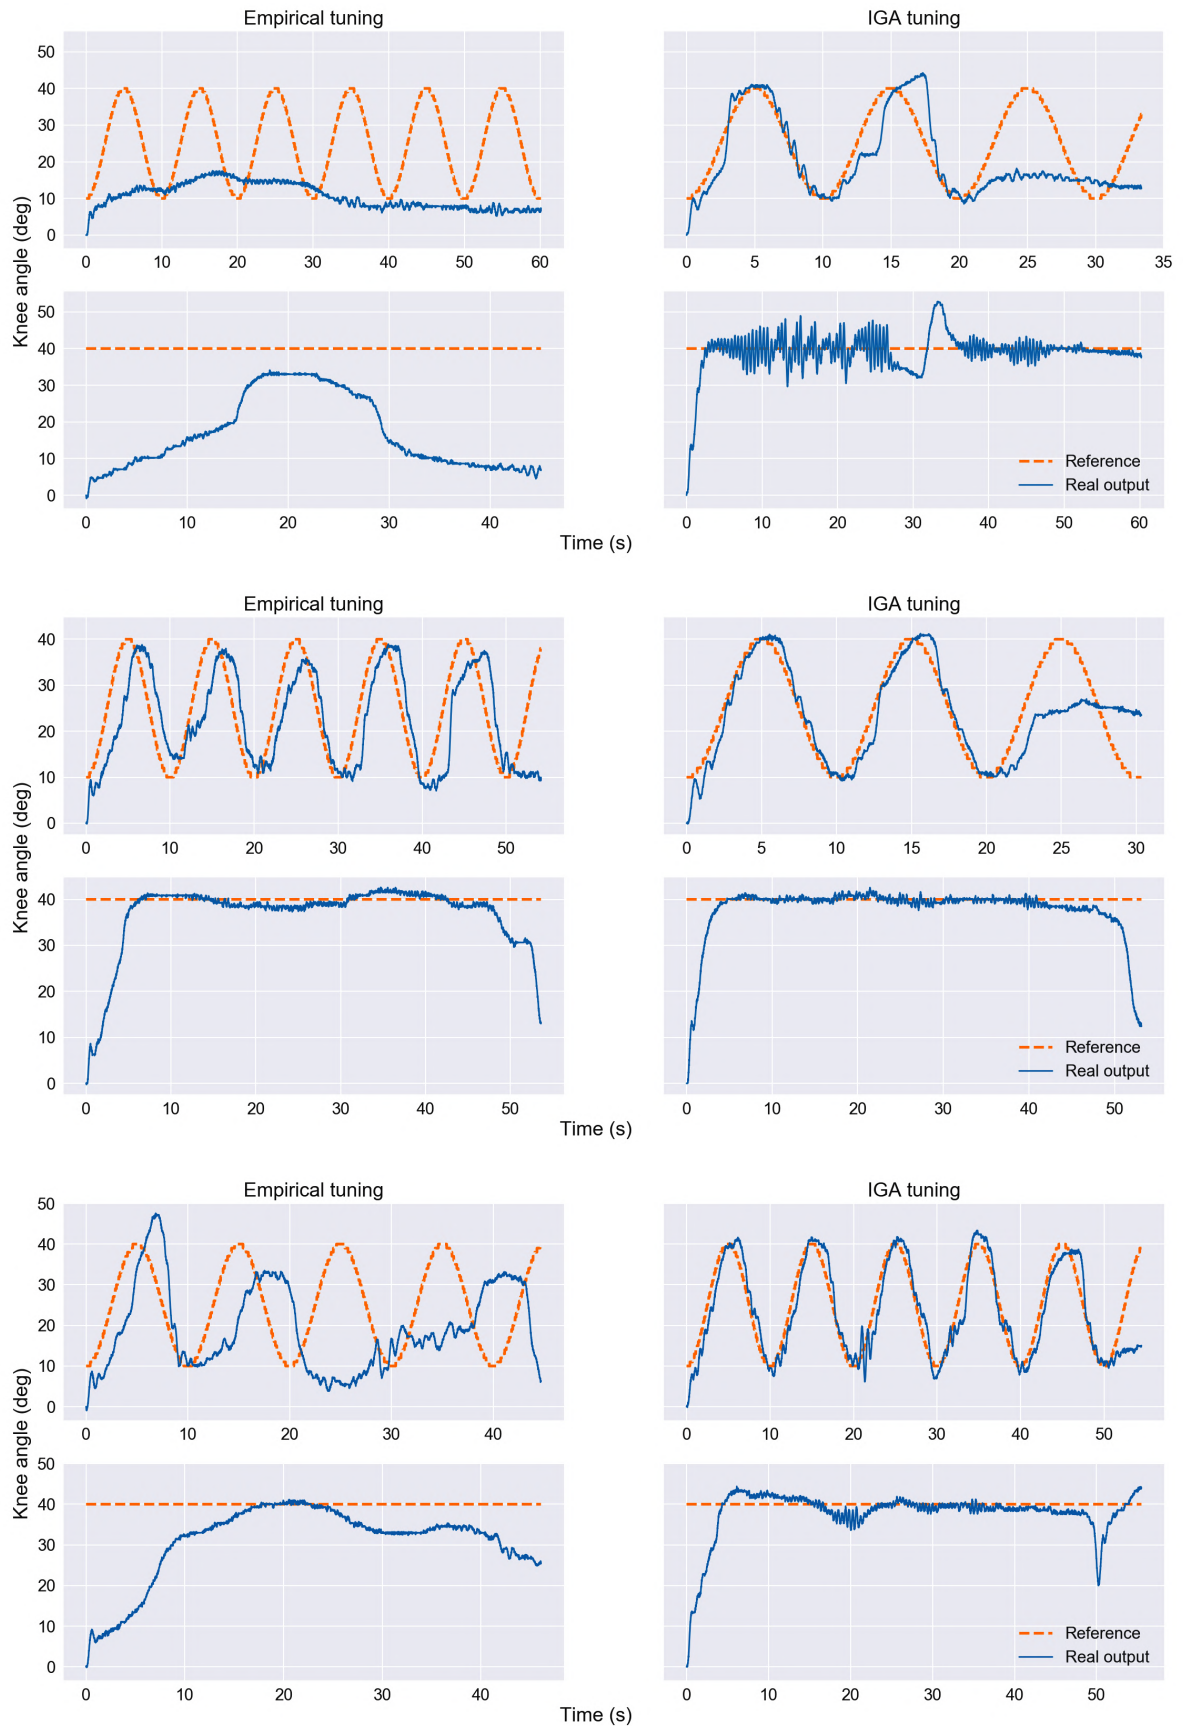 Empirical tuning
IGA tuning
50
40
30
20
10
0
0 10 20 30 40 50 60
0 5 10 15 20 25 30 35
Knee angle (deg)
50
40
30
20
10
0
0 10 20 30 40
0 10 20 30 40 50 60
Reference
Real output
Time (s)
Empirical tuning
IGA tuning
40
30
20
10
0
0 10 20 30 40 50
0 5 10 15 20 25 30
Knee angle (deg)
40
30
20
10
0
0 10 20 30 40 50
0 10 20 30 40 50
Reference
Real output
Time (s)
Empirical tuning
IGA tuning
50
40
30
20
10
0
0 10 20 30 40
0 10 20 30 40 50
Knee angle (deg)
50
40
30
20
10
0
0 10 20 30 40
0 10 20 30 40 50
Reference
Real output
Time (s)